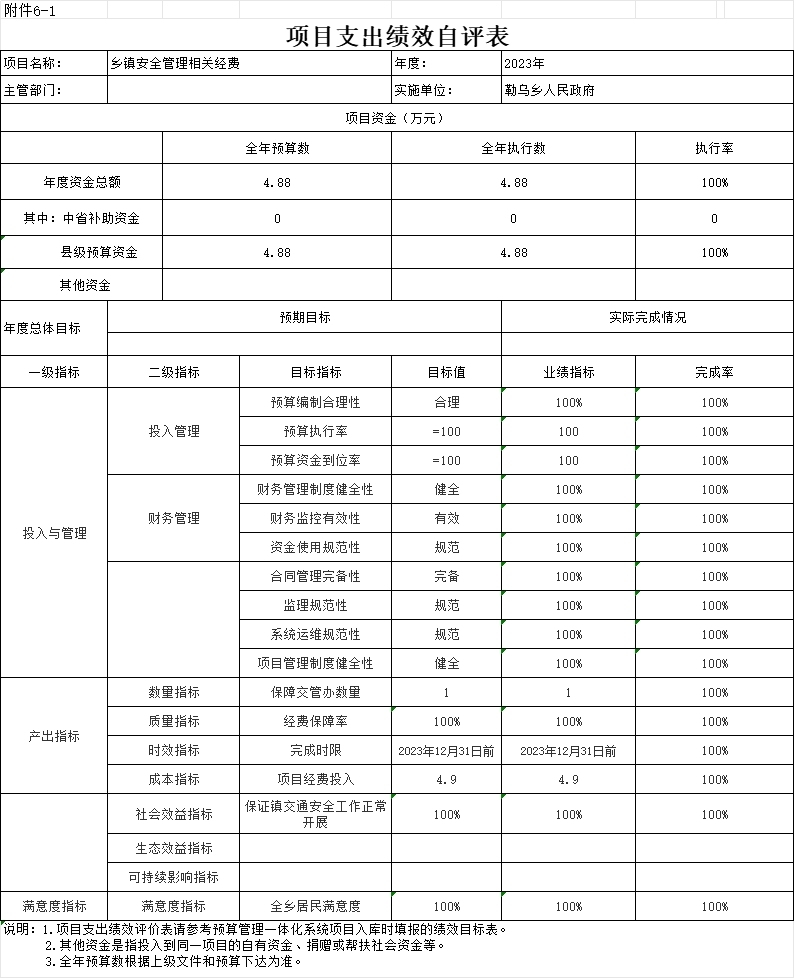 附件6-1
项目支出绩效自评表
项目名称： 乡镇安全管理相关经费 年度： 2023年
主管部门： 实施单位： 勒乌乡人民政府
项目资金（万元）
全年预算数 全年执行数 执行率
年度资金总额 4.88 4.88 100%
其中：中省补助资金 0 0 0
县级预算资金 4.88 4.88 100%
其他资金
年度总体目标 预期目标 实际完成情况
一级指标 二级指标 目标指标 目标值 业绩指标 完成率
投入与管理 投入管理 预算编制合理性 合理 100% 100%
预算执行率 =100 100 100%
预算资金到位率 =100 100 100%
财务管理 财务管理制度健全性 健全 100% 100%
财务监控有效性 有效 100% 100%
资金使用规范性 规范 100% 100%
合同管理完备性 完备 100% 100%
监理规范性 规范 100% 100%
系统运维规范性 规范 100% 100%
项目管理制度健全性 健全 100% 100%
产出指标 数量指标 保障交管办数量 1 1 100%
质量指标 经费保障率 100% 100% 100%
时效指标 完成时限 2023年12月31日前 2023年12月31日前 100%
成本指标 项目经费投入 4.9 4.9 100%
社会效益指标 保证镇交通安全工作正常 100% 100% 100%
开展
生态效益指标
可持续影响指标
满意度指标 满意度指标 全乡居民满意度 100% 100% 100%
说明：1.项目支出绩效评价表请参考预算管理一体化系统项目入库时填报的绩效目标表。
2.其他资金是指投入到同一项目的自有资金、捐赠或帮扶社会资金等。
3.全年预算数根据上级文件和预算下达为准。